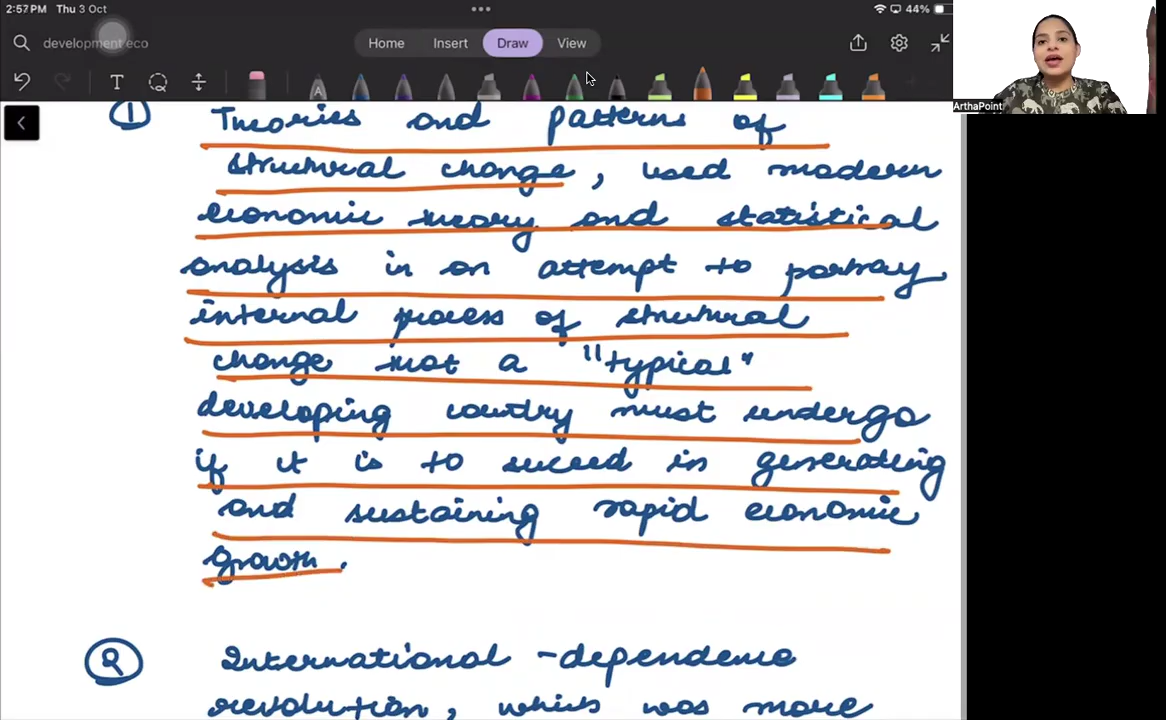 2:57 PM Thu 3 Oct
44%
development eco
Home Insert Draw View
T
A
ArthaPoint
① Theories and patterns of
structural change, used modern
economic theory and statistical
analysis in an attempt to portray
internal process of structural
change that a "typical"
developing country must undergo
if it is to succeed in generating
and sustaining rapid economic
growth.
② International-dependence
revolution, which was more